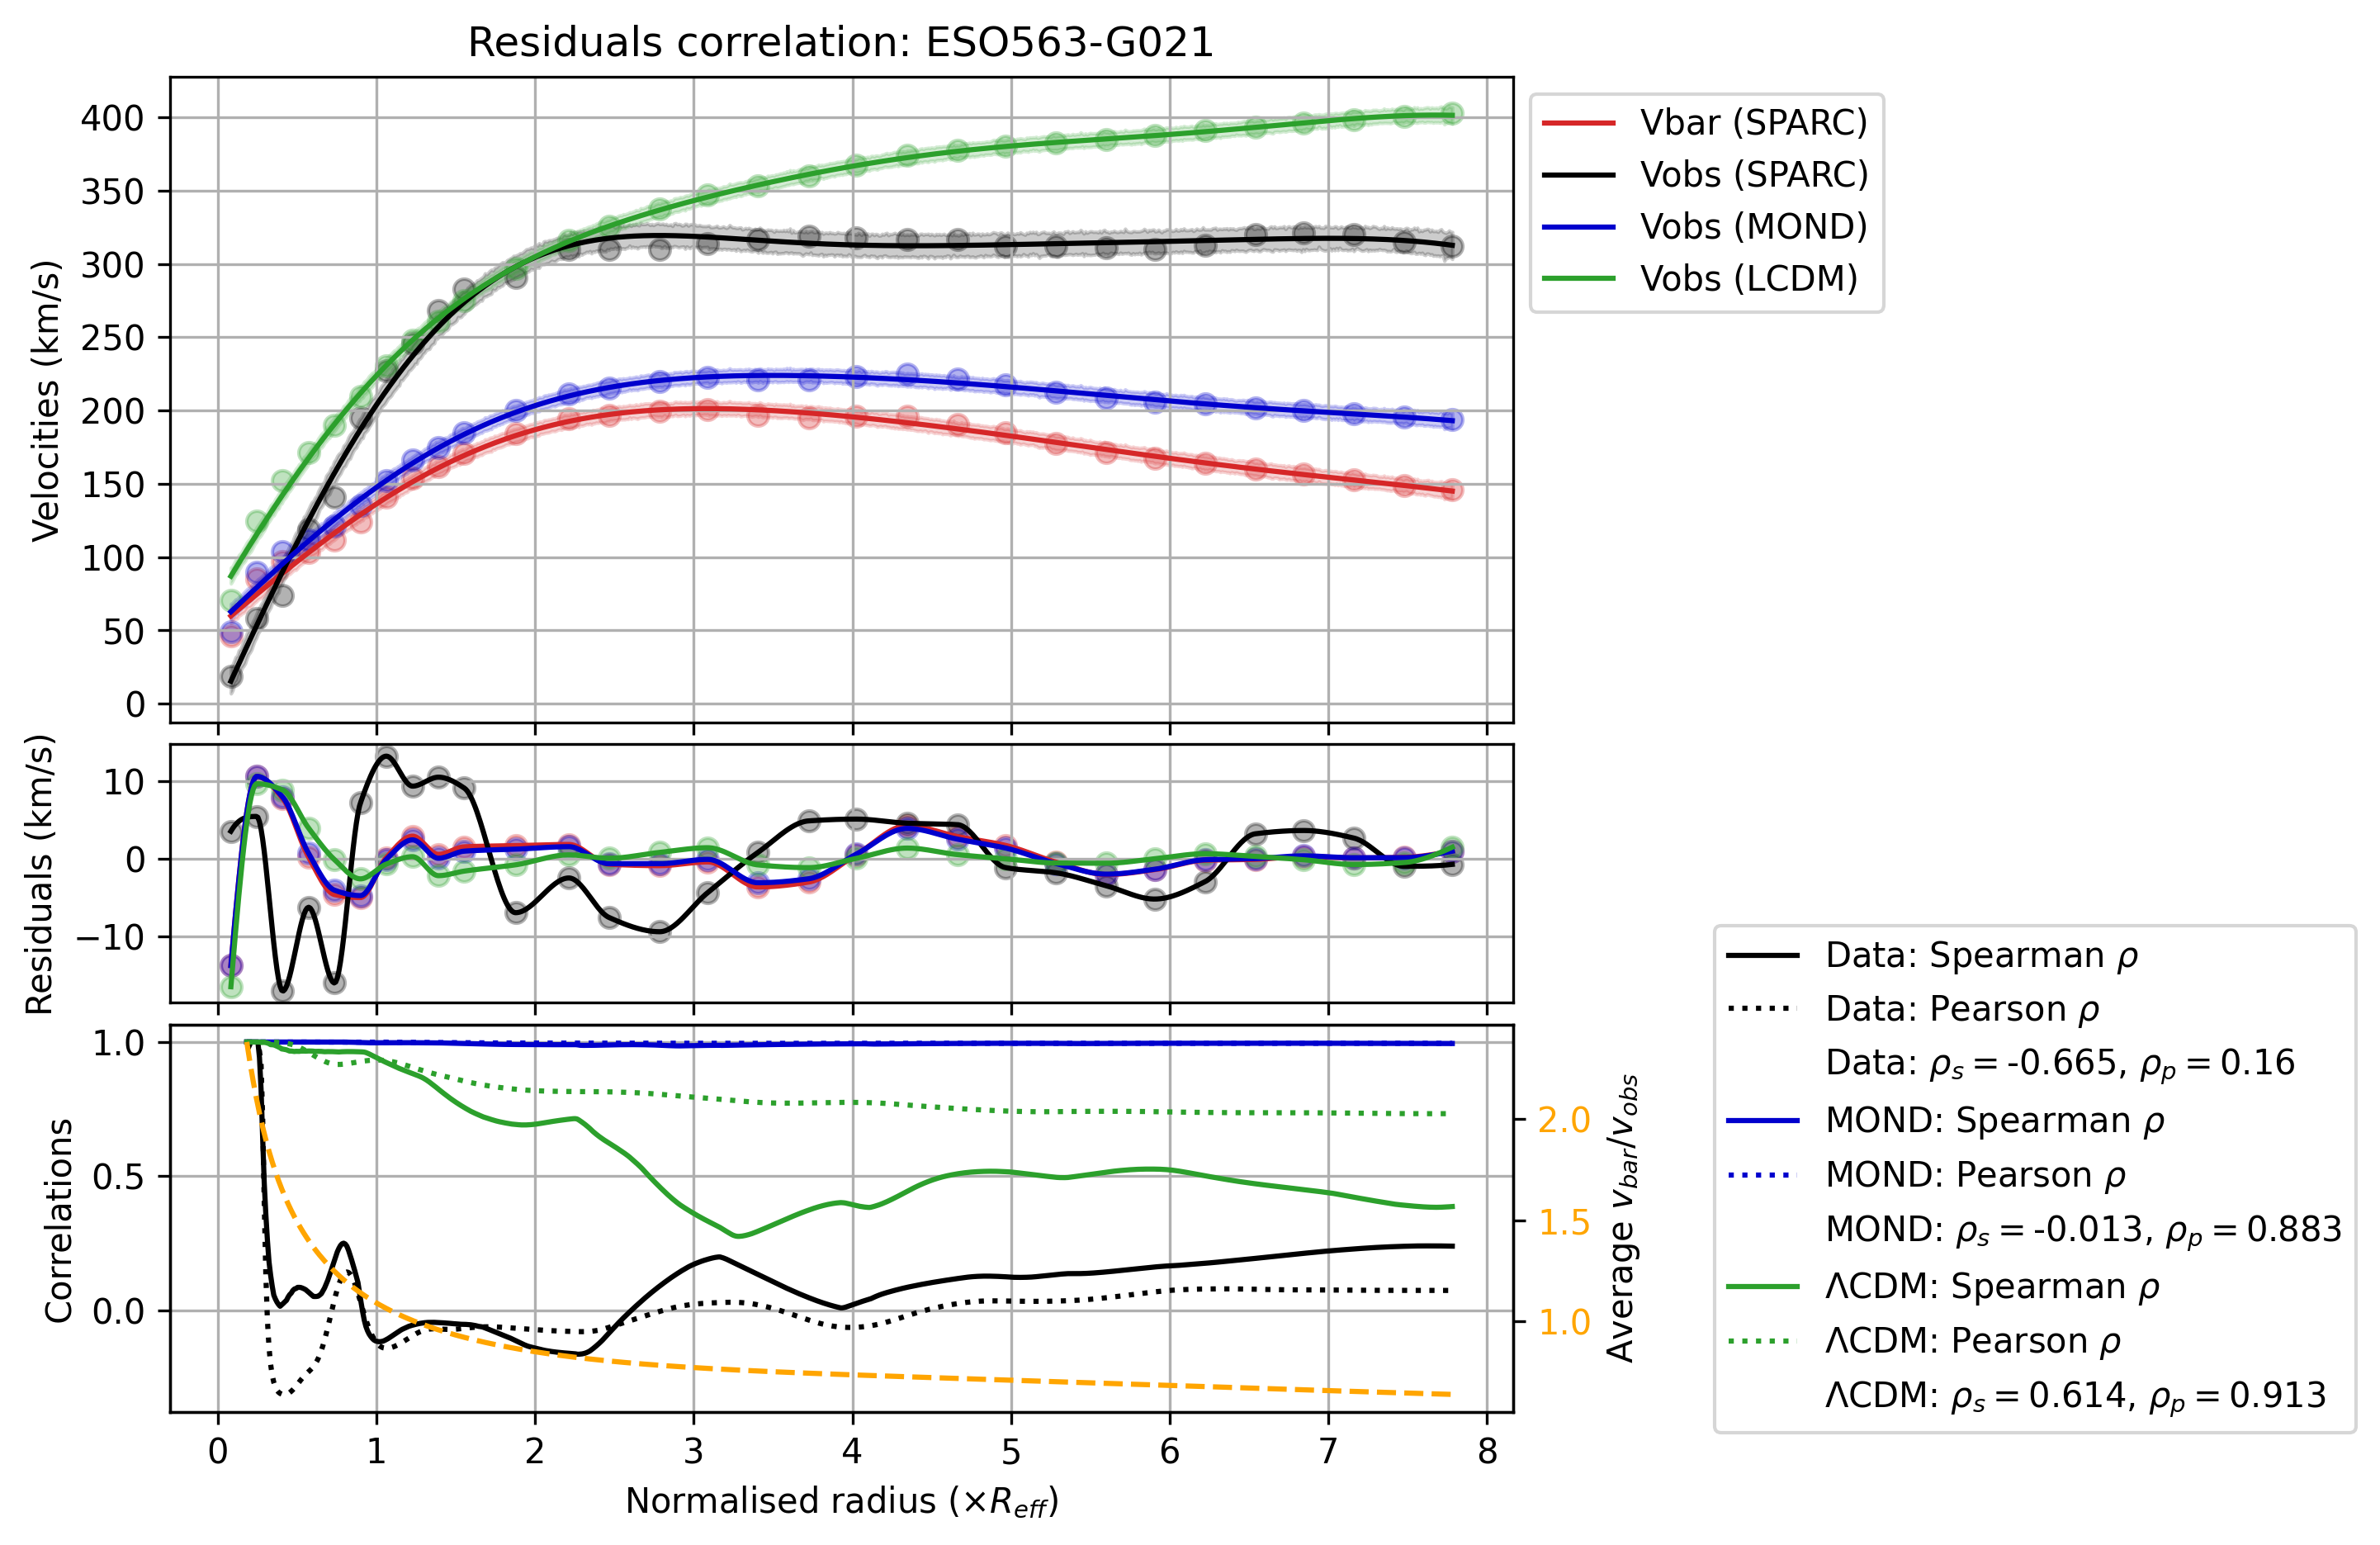 Residuals correlation: ESO563-G021
Velocities (km/s)
400
350
300
250
200
150
100
50
0
Vbar (SPARC)
Vobs (SPARC)
Vobs (MOND)
Vobs (LCDM)
Residuals (km/s)
10
0
−10
Correlations
1.0
0.5
0.0
2.0
1.5
1.0
Average v_bar/v_obs
0 1 2 3 4 5 6 7 8
Normalised radius (×R_eff)
Data: Spearman ρ
Data: Pearson ρ
Data: ρ_s = -0.665, ρ_p = 0.16
MOND: Spearman ρ
MOND: Pearson ρ
MOND: ρ_s = -0.013, ρ_p = 0.883
ΛCDM: Spearman ρ
ΛCDM: Pearson ρ
ΛCDM: ρ_s = 0.614, ρ_p = 0.913